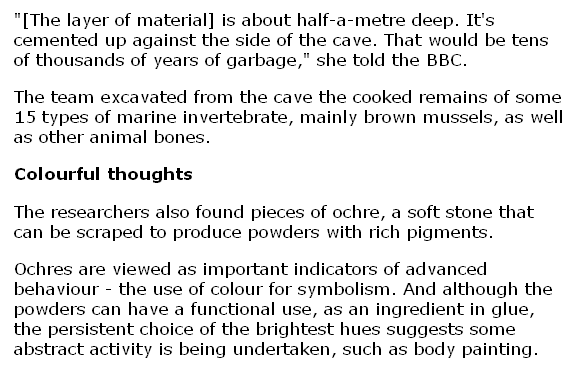 "[The layer of material] is about half-a-metre deep. It's
cemented up against the side of the cave. That would be tens
of thousands of years of garbage," she told the BBC.
The team excavated from the cave the cooked remains of some
15 types of marine invertebrate, mainly brown mussels, as well
as other animal bones.
Colourful thoughts
The researchers also found pieces of ochre, a soft stone that
can be scraped to produce powders with rich pigments.
Ochres are viewed as important indicators of advanced
behaviour - the use of colour for symbolism. And although the
powders can have a functional use, as an ingredient in glue,
the persistent choice of the brightest hues suggests some
abstract activity is being undertaken, such as body painting.